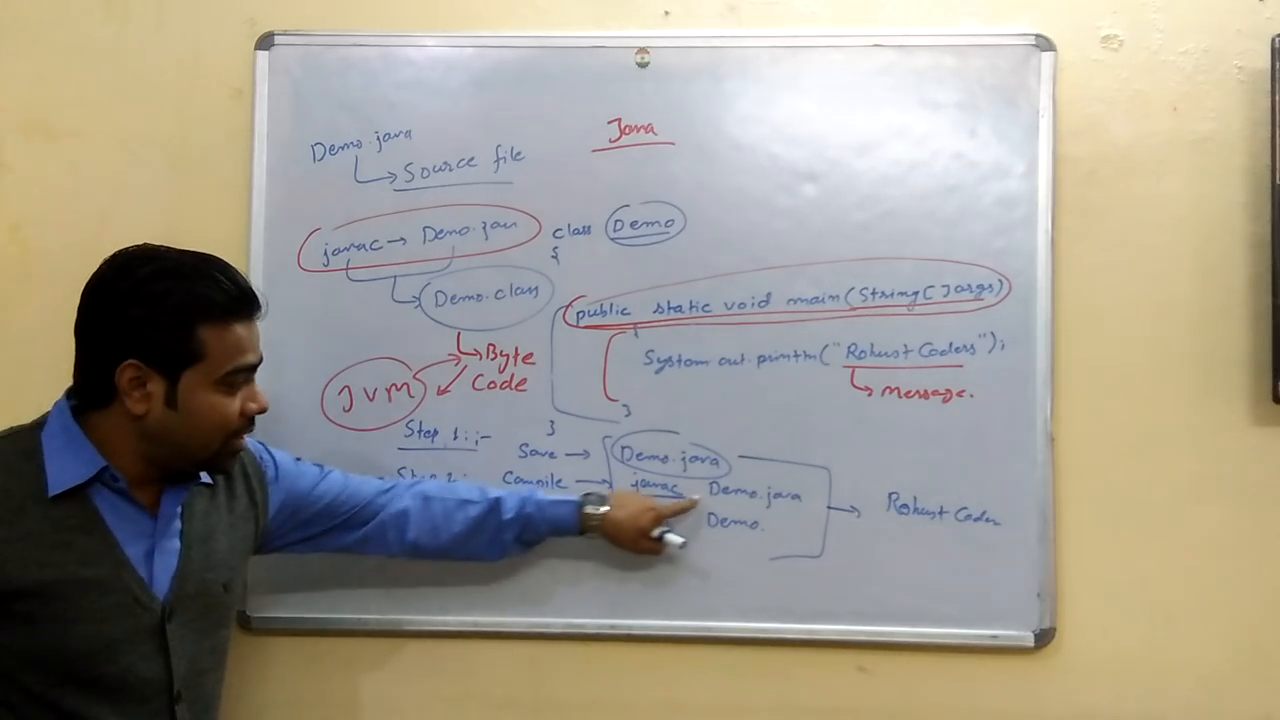 Java
Demo.java
Source file
javac → Demo.java
class Demo
{
Demo.class
public static void main(String[]args)
{
Byte
Code
JVM
System.out.println("Robust Coders");
message.
}
}
Step 1:-
Save → Demo.java
Step 2:
Compile → javac Demo.java
Demo.
Robust Coder